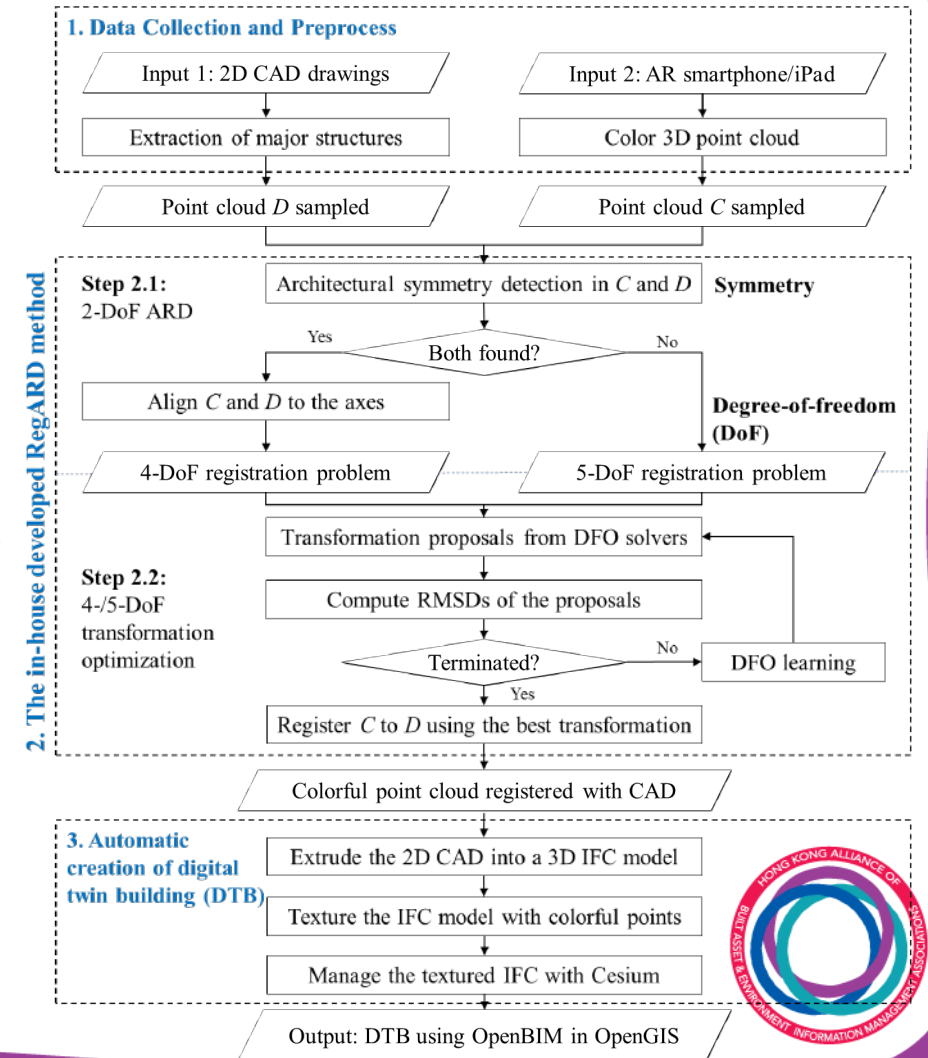 1. Data Collection and Preprocess
Input 1: 2D CAD drawings
Input 2: AR smartphone/iPad
Extraction of major structures
Color 3D point cloud
Point cloud D sampled
Point cloud C sampled
2. The in-house developed RegARD method
Step 2.1:
2-DoF ARD
Architectural symmetry detection in C and D
Symmetry
Yes
Both found?
No
Align C and D to the axes
Degree-of-freedom
(DoF)
4-DoF registration problem
5-DoF registration problem
Transformation proposals from DFO solvers
Step 2.2:
4-/5-DoF
transformation
optimization
Compute RMSDs of the proposals
Terminated?
No
DFO learning
Yes
Register C to D using the best transformation
Colorful point cloud registered with CAD
3. Automatic
creation of digital
twin building (DTB)
Extrude the 2D CAD into a 3D IFC model
Texture the IFC model with colorful points
Manage the textured IFC with Cesium
Output: DTB using OpenBIM in OpenGIS
HONG KONG ALLIANCE OF
BUILT ASSET & ENVIRONMENT INFORMATION MANAGEMENT ASSOCIATIONS